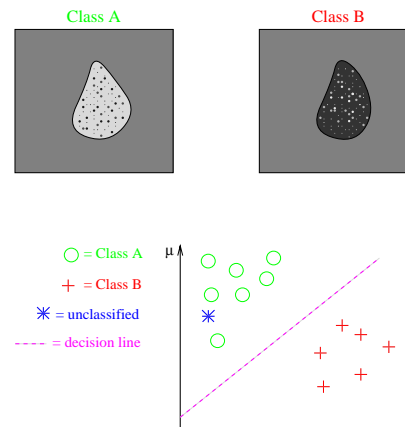 Class A
Class B
μ
= Class A
= Class B
= unclassified
= decision line